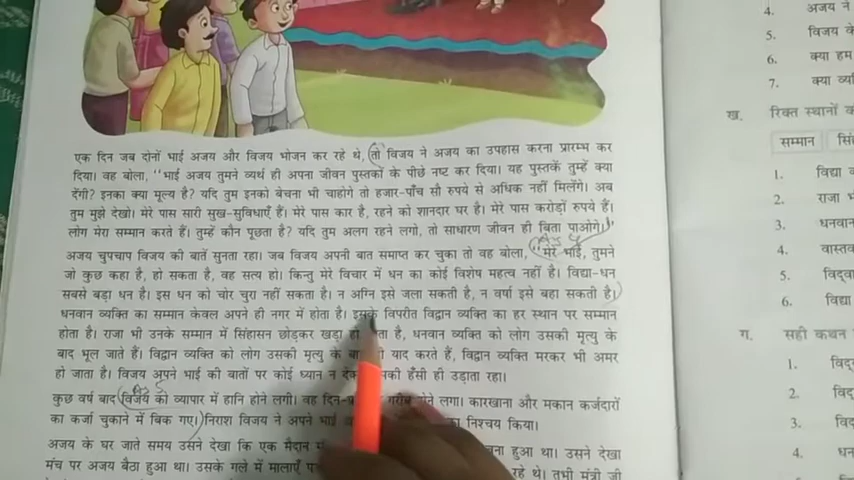 एक दिन जब दोनों भाई अजय और विजय भोजन कर रहे थे, तो विजय ने अजय का उपहास करना प्रारम्भ कर
दिया। वह बोला, "भाई अजय तुमने व्यर्थ ही अपना जीवन पुस्तकों के पीछे नष्ट कर दिया। यह पुस्तकें तुम्हें क्या
देंगी? इनका क्या मूल्य है? यदि तुम इनको बेचना भी चाहोगे तो हजार-पाँच सौ रुपये से अधिक नहीं मिलेंगे। अब
तुम मुझे देखो। मेरे पास सारी सुख-सुविधाएँ हैं। मेरे पास कार है, रहने को शानदार घर है। मेरे पास करोड़ों रुपये हैं।
लोग मेरा सम्मान करते हैं। तुम्हें कौन पूछता है? यदि तुम अलग रहने लगो, तो साधारण जीवन ही बिता पाओगे।"
अजय चुपचाप विजय की बातें सुनता रहा। जब विजय अपनी बात समाप्त कर चुका तो वह बोला, "मेरे भाई, तुमने
जो कुछ कहा है, हो सकता है, वह सत्य हो। किन्तु मेरे विचार में धन का कोई विशेष महत्व नहीं है। विद्या-धन
सबसे बड़ा धन है। इस धन को चोर चुरा नहीं सकता है। न अग्नि इसे जला सकती है, न वर्षा इसे बहा सकती है।
धनवान व्यक्ति का सम्मान केवल अपने ही नगर में होता है। इसके विपरीत विद्वान व्यक्ति का हर स्थान पर सम्मान
होता है। राजा भी उनके सम्मान में सिंहासन छोड़कर खड़ा हो है, धनवान व्यक्ति को लोग उसकी मृत्यु के
बाद भूल जाते हैं। विद्वान व्यक्ति को लोग उसकी मृत्यु के याद करते हैं, विद्वान व्यक्ति मरकर भी अमर
हो जाता है। विजय अपने भाई की बातों पर कोई ध्यान न उसकी हँसी ही उड़ाता रहा।
कुछ वर्ष बाद विजय को व्यापार में हानि होने लगी। वह होने लगा। कारखाना और मकान कर्जदारों
का कर्जा चुकाने में बिक गए। निराश विजय ने अपने भाई का निश्चय किया।
अजय के घर जाते समय उसने देखा कि एक मैदान हुआ था। उसने देखा
मंच पर अजय बैठा हुआ था। उसके गले में मालाएँ रहे थे। तभी मंत्री जी
4. अजय ने
5. विजय के
6. क्या हम
7. क्या
ख. रिक्त स्थानों
सम्मान
1. विद्या
2. राजा
3. धनवान
4.
5.
6.
ग. सही कथन
1.
2.
3.
4.